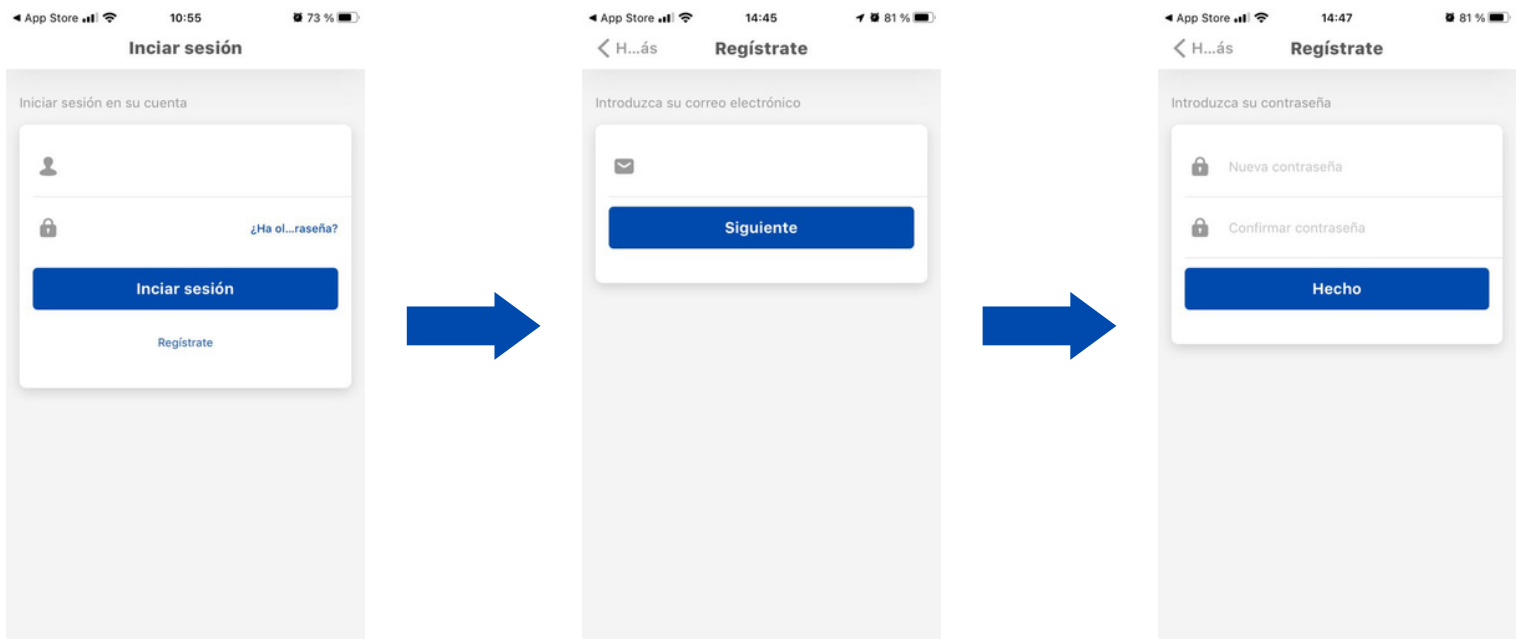 App Store 10:55 73 %
Inciar sesión
Iniciar sesión en su cuenta
¿Ha ol...raseña?
Inciar sesión
Regístrate
App Store 14:45 81 %
H...ás Regístrate
Introduzca su correo electrónico
Siguiente
App Store 14:47 81 %
H...ás Regístrate
Introduzca su contraseña
Nueva contraseña
Confirmar contraseña
Hecho